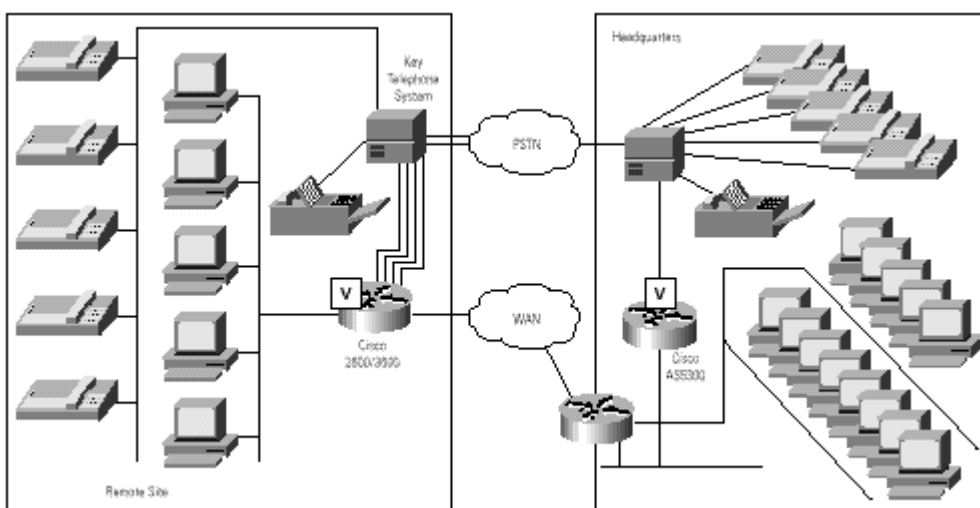 Key
Telephone
System
PSTN
Headquarters
V
Cisco
2600/3600
WAN
V
Cisco
AS5300
Remote Site